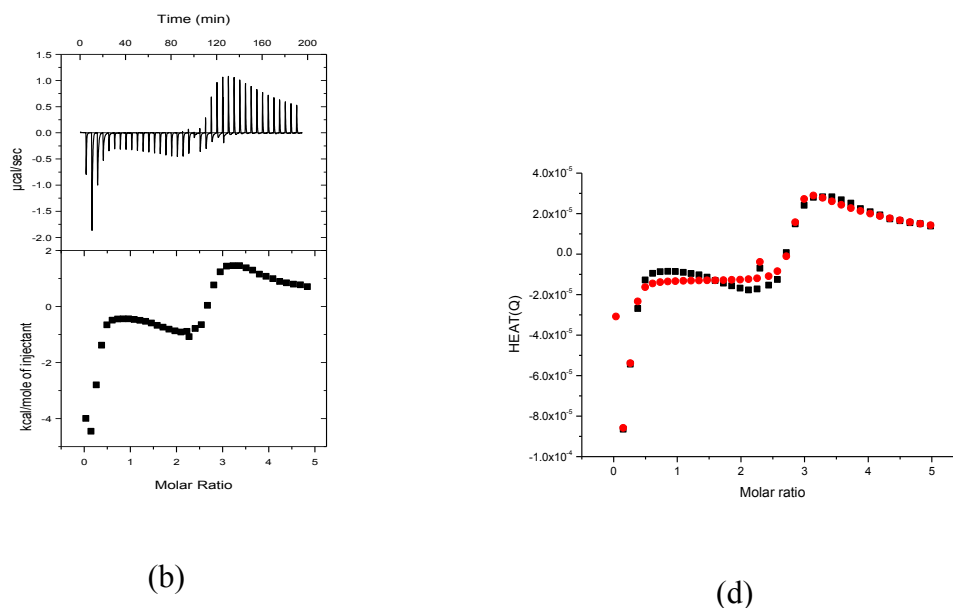 Time (min)
0 40 80 120 160 200
1.5
1.0
0.5
0.0
-0.5
-1.0
-1.5
-2.0
µcal/sec
2
0
-2
-4
kcal/mole of injectant
0 1 2 3 4 5
Molar Ratio
(b)
4.0x10⁻⁵
2.0x10⁻⁵
0.0
-2.0x10⁻⁵
-4.0x10⁻⁵
-6.0x10⁻⁵
-8.0x10⁻⁵
-1.0x10⁻⁴
HEAT(Q)
0 1 2 3 4 5
Molar ratio
(d)